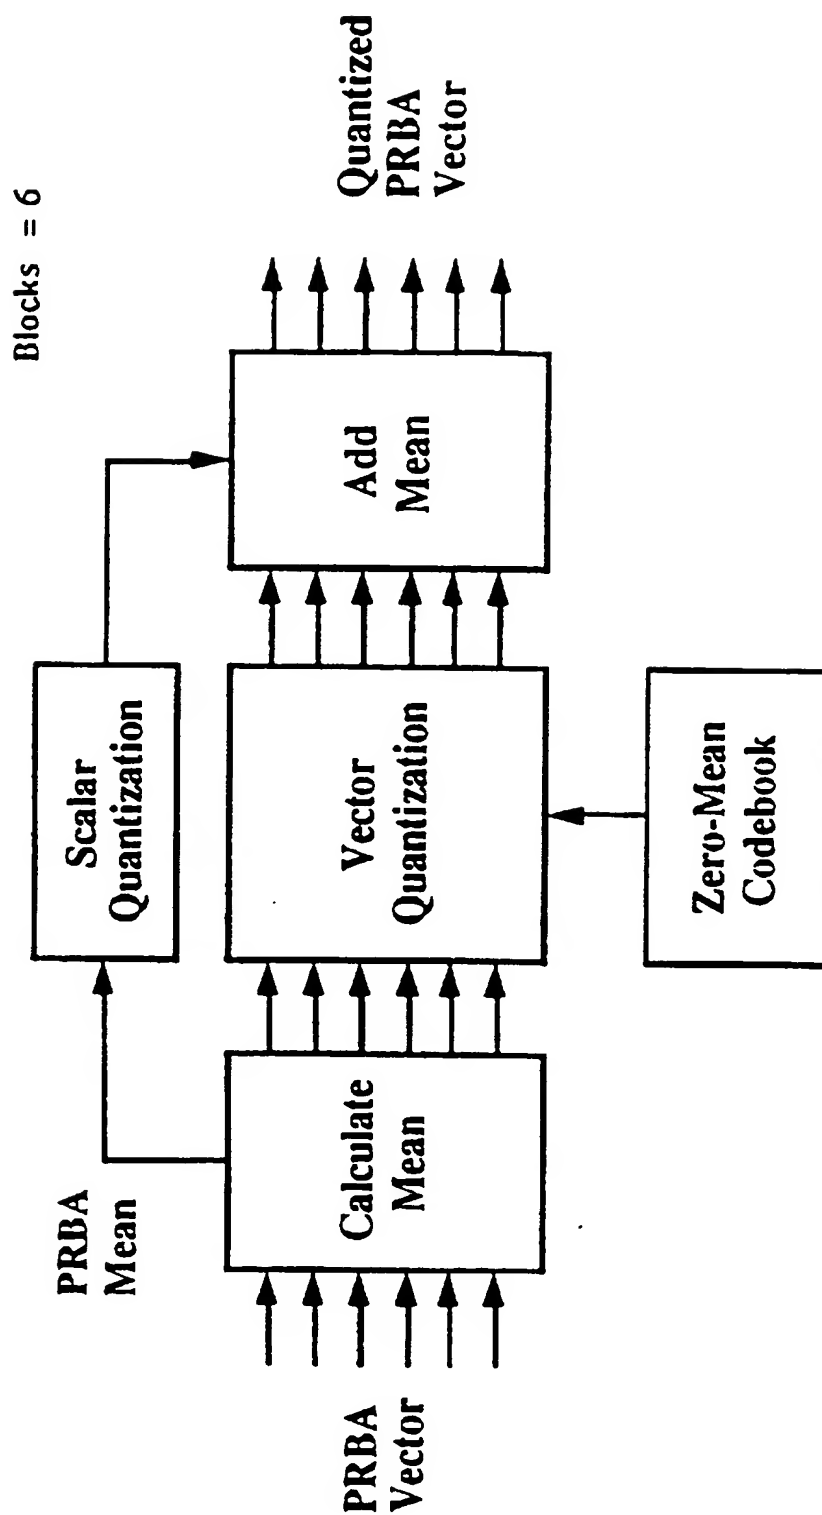 Blocks = 6
PRBA
Mean
Scalar
Quantization
PRBA
Vector
Calculate
Mean
Vector
Quantization
Add
Mean
Quantized
PRBA
Vector
Zero-Mean
Codebook